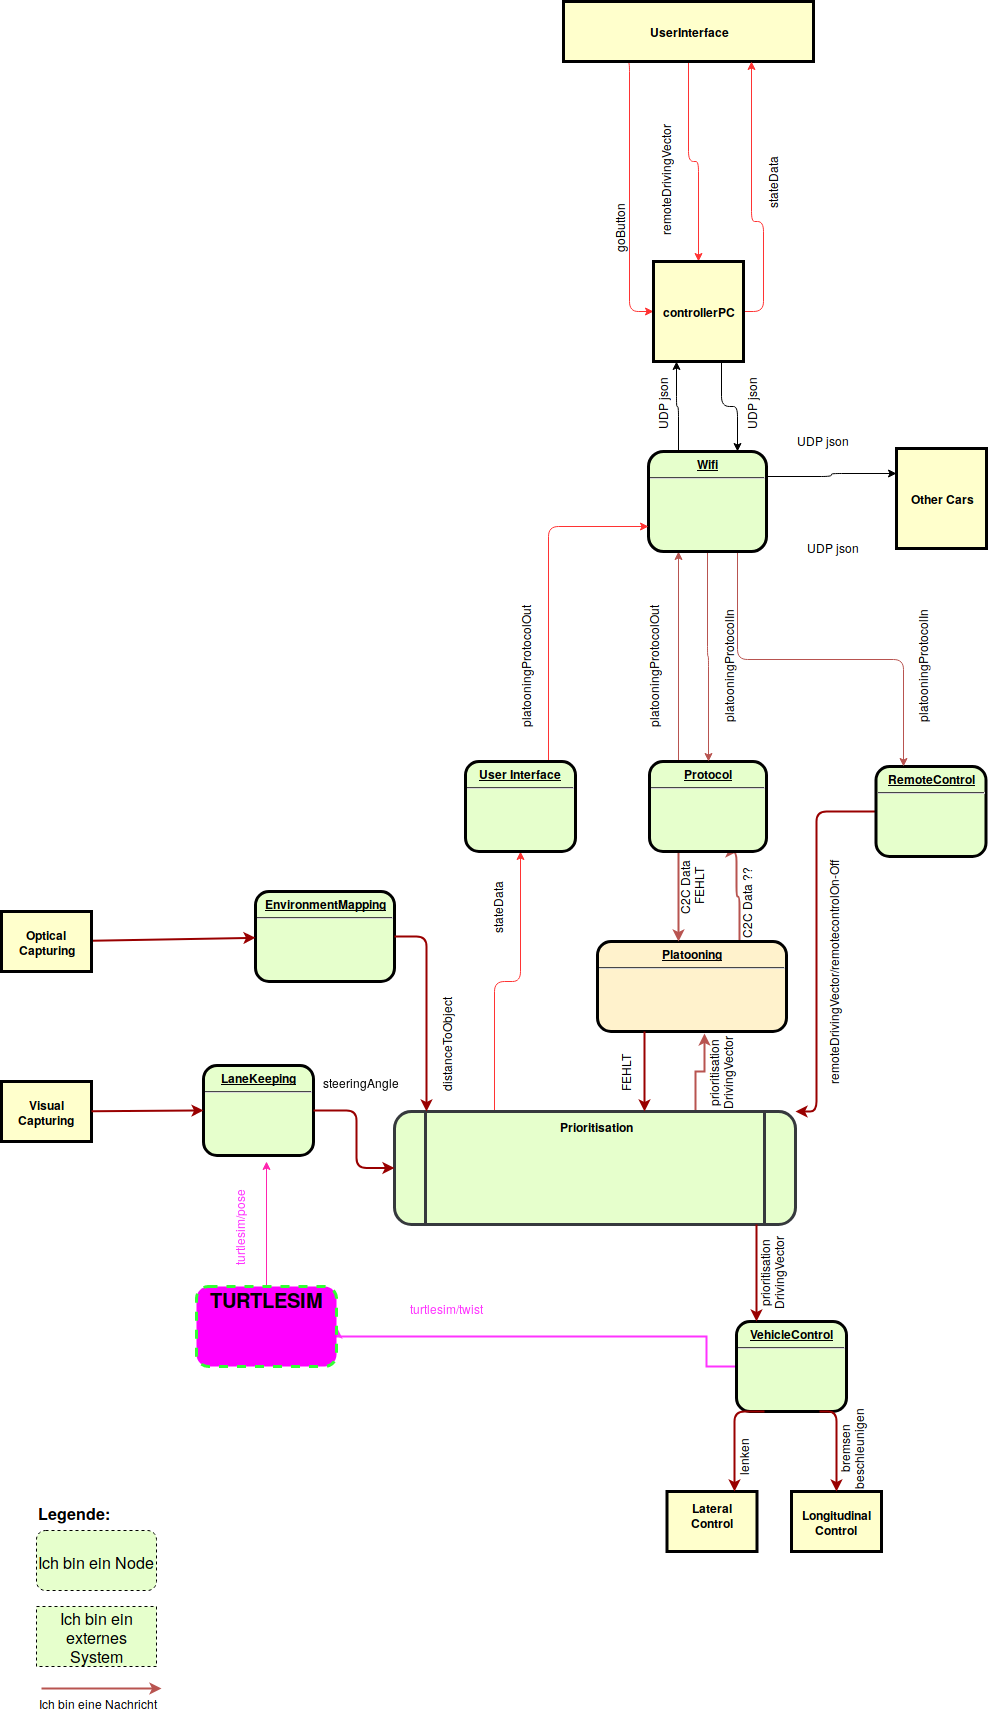 UserInterface
goButton
remoteDrivingVector
stateData
controllerPC
UDP json
UDP json
UDP json
Wifi
Other Cars
UDP json
platooningProtocolOut
platooningProtocolOut
platooningProtocolIn
platooningProtocolIn
User Interface
Protocol
RemoteControl
C2C Data
FEHLT
C2C Data ??
stateData
EnvironmentMapping
Optical
Capturing
Platooning
remoteDrivingVector/remotecontrolOn-Off
distanceToObject
FEHLT
prioritisation
DrivingVector
LaneKeeping
steeringAngle
Visual
Capturing
Prioritisation
turtlesim/pose
prioritisation
DrivingVector
TURTLESIM
turtlesim/twist
VehicleControl
lenken
bremsen
beschleunigen
Lateral
Control
Longitudinal
Control
Legende:
Ich bin ein Node
Ich bin ein
externes
System
Ich bin eine Nachricht